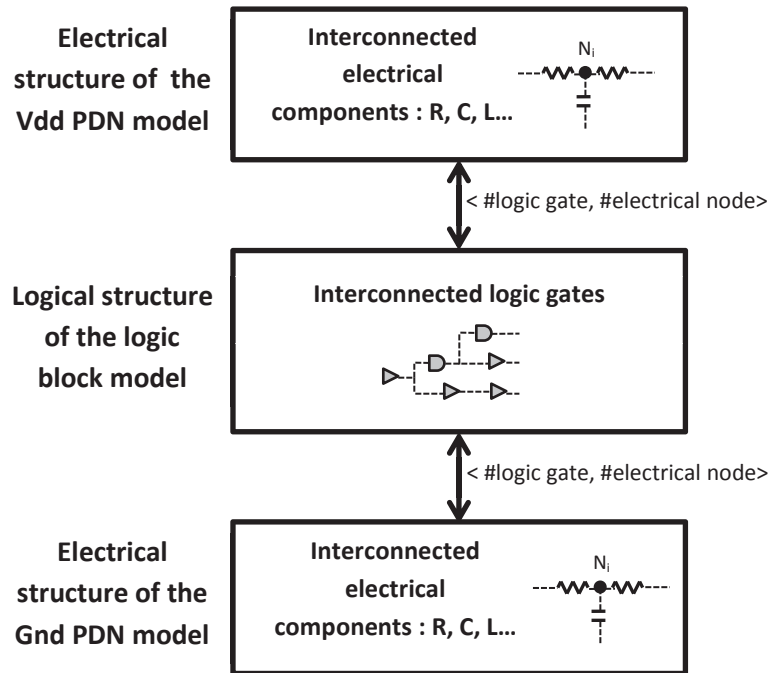 Electrical
structure of the
Vdd PDN model
Interconnected
electrical
components : R, C, L...
Ni
< #logic gate, #electrical node>
Logical structure
of the logic
block model
Interconnected logic gates
< #logic gate, #electrical node>
Electrical
structure of the
Gnd PDN model
Interconnected
electrical
components : R, C, L...
Ni